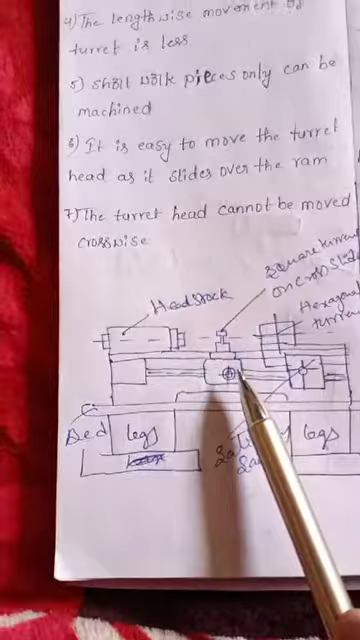 4) The lengthwise movement of
turret is less
5) Small work pieces only can be
machined
6) It is easy to move the turret
head as it slides over the ram
7) The turret head cannot be moved
crosswise
Square turret
on cross slide
Headstock
Hexagonal
turret
Bed
legs
legs